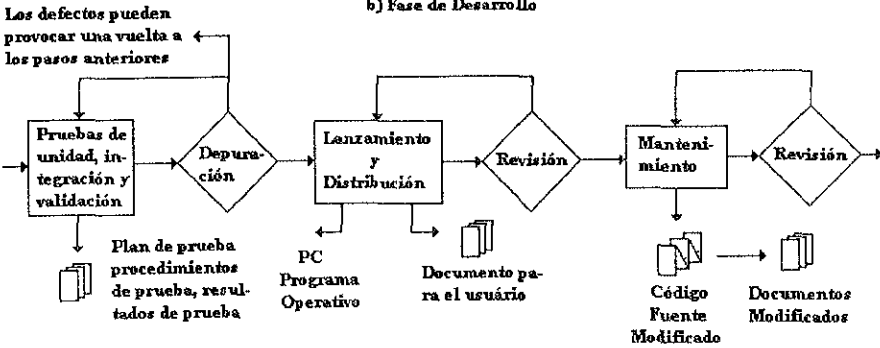 b) Fase de Desarrollo
Los defectos pueden
provocar una vuelta a
los pasos anteriores
Pruebas de
unidad, in-
tegración y
validación
Depura-
ción
Lanzamiento
y
Distribución
Revisión
Manteni-
miento
Revisión
Plan de prueba
procedimientos
de prueba, resul-
tados de prueba
PC
Programa
Operativo
Documento pa-
ra el usuário
Código
Fuente
Modificado
Documentos
Modificados